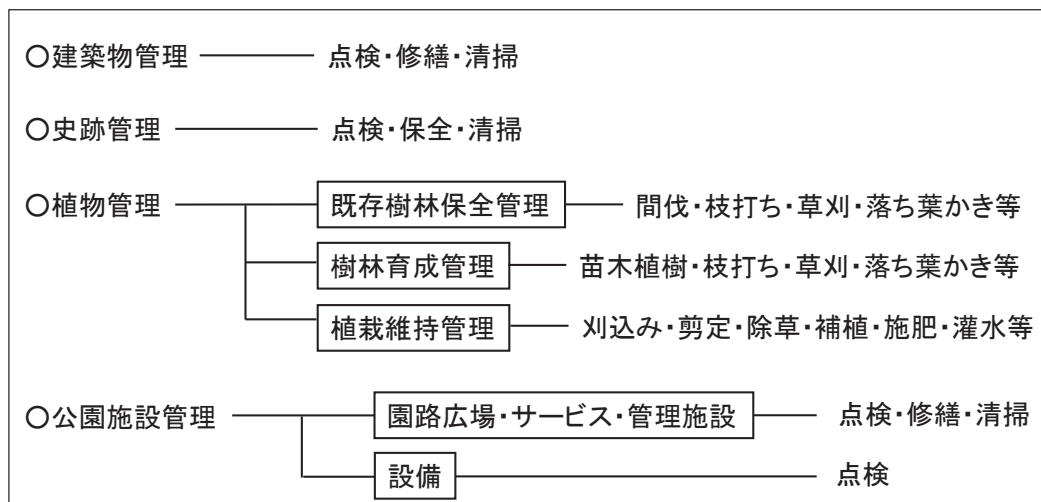 〇建築物管理 点検・修繕・清掃
〇史跡管理 点検・保全・清掃
〇植物管理 既存樹林保全管理 間伐・枝打ち・草刈・落ち葉かき等
樹林育成管理 苗木植樹・枝打ち・草刈・落ち葉かき等
植栽維持管理 刈込み・剪定・除草・補植・施肥・灌水等
〇公園施設管理 園路広場・サービス・管理施設 点検・修繕・清掃
設備 点検